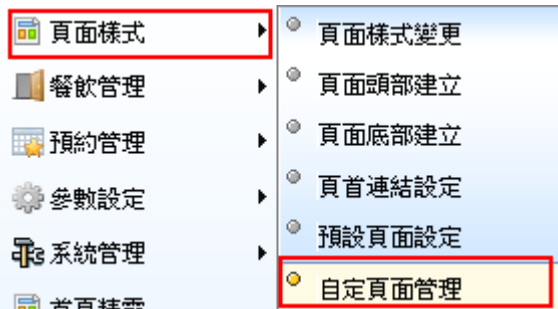 頁面樣式
餐飲管理
預約管理
參數設定
系統管理
頁面樣式變更
頁面頭部建立
頁面底部建立
頁首連結設定
預設頁面設定
自定頁面管理